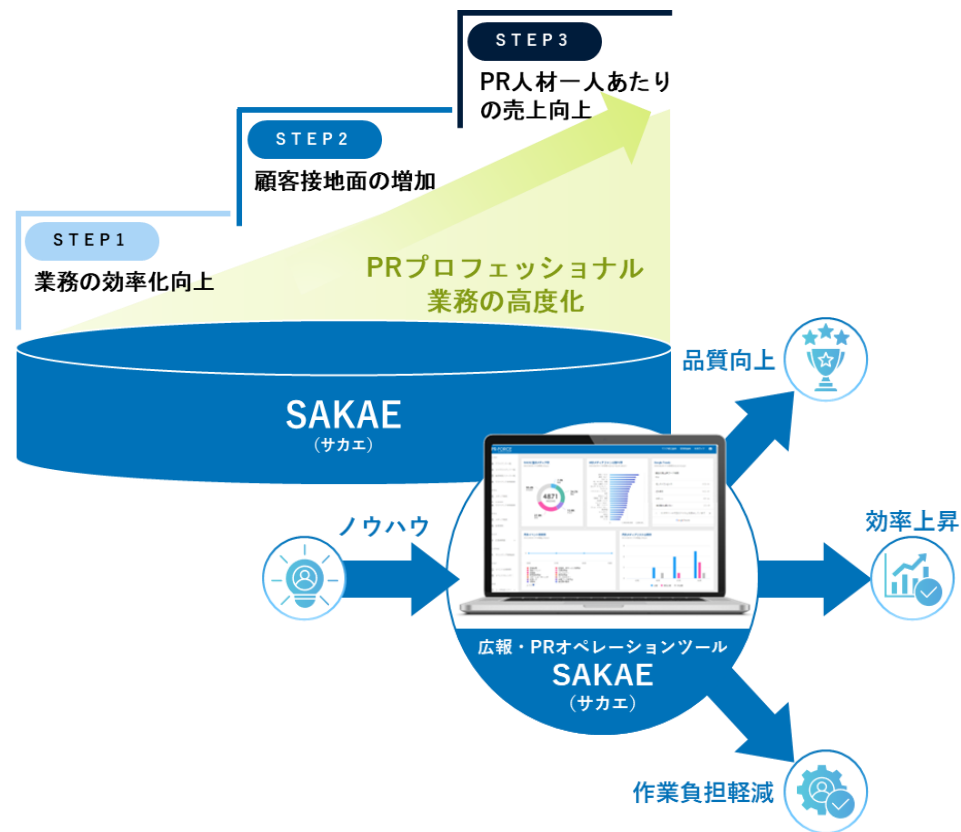 STEP3
PR人材一人あたり
の売上向上
STEP2
顧客接地面の増加
STEP1
業務の効率化向上
PRプロフェッショナル
業務の高度化
SAKAE
(サカエ)
品質向上
ノウハウ
効率上昇
4871
広報・PRオペレーションツール
SAKAE
(サカエ)
作業負担軽減